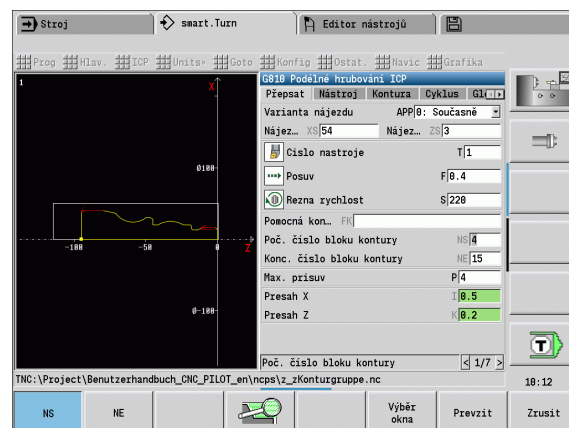 Stroj
smart.Turn
Editor nástrojů
Prog Hlav. ICP Units» Goto Konfig Ostat. Navic Grafika
1
X
Ø100-
-100
-50
0
Z
Ø-100-
G810 Podélné hrubování ICP
Přepsat Nástroj Kontura Cyklus Gl
Varianta nájezdu APP 0: Současně
Nájez… XS 54 Nájez… ZS 3
Cislo nastroje T 1
Posuv F 0.4
Rezna rychlost S 220
Pomocná kon… FK
Poč. číslo bloku kontury NS 4
Konc. číslo bloku kontury NE 15
Max. prisuv P 4
Presah X I 0.5
Presah Z K 0.2
Poč. číslo bloku kontury < 1/7 >
TNC:\Project\Benutzerhandbuch_CNC_PILOT_en\ncps\z_zKonturgruppe.nc
T
10:12
NS
NE
Výběr okna
Prevzit
Zrusit